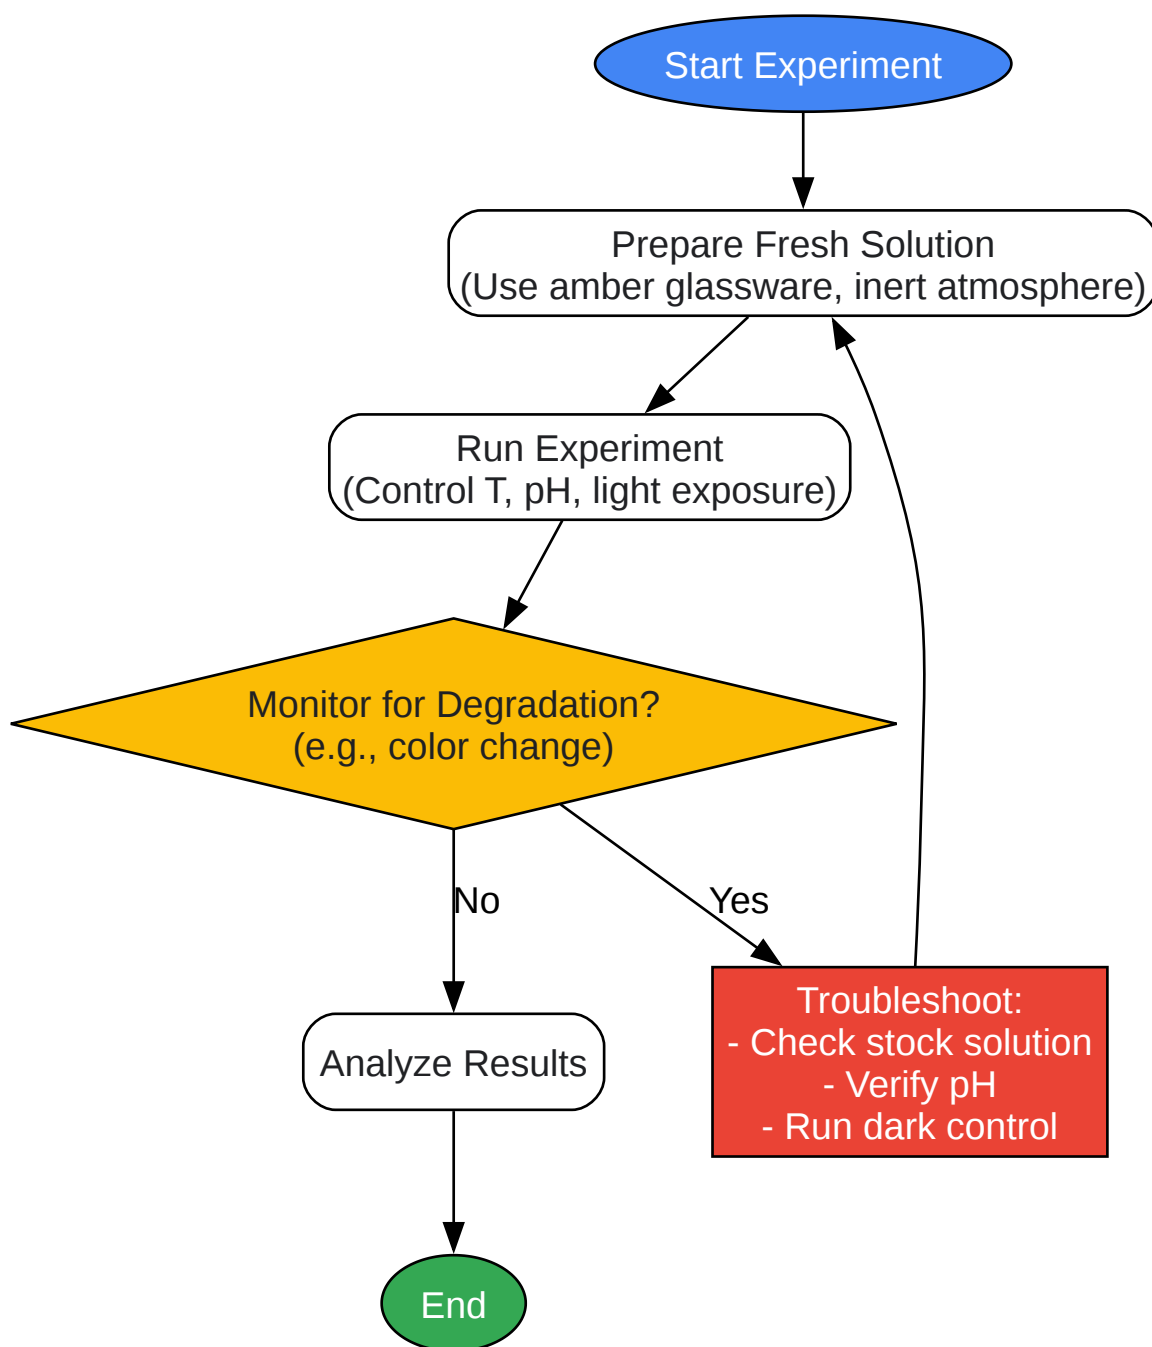 Start Experiment
Prepare Fresh Solution
(Use amber glassware, inert atmosphere)
Run Experiment
(Control T, pH, light exposure)
Monitor for Degradation?
(e.g., color change)
No
Yes
Troubleshoot:
- Check stock solution
- Verify pH
- Run dark control
Analyze Results
End